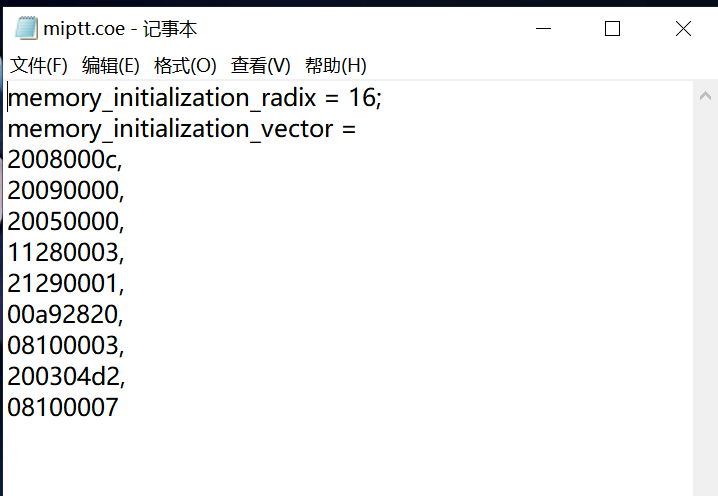 miptt.coe - 记事本
文件(F) 编辑(E) 格式(O) 查看(V) 帮助(H)
memory_initialization_radix = 16;
memory_initialization_vector =
2008000c,
20090000,
20050000,
11280003,
21290001,
00a92820,
08100003,
200304d2,
08100007